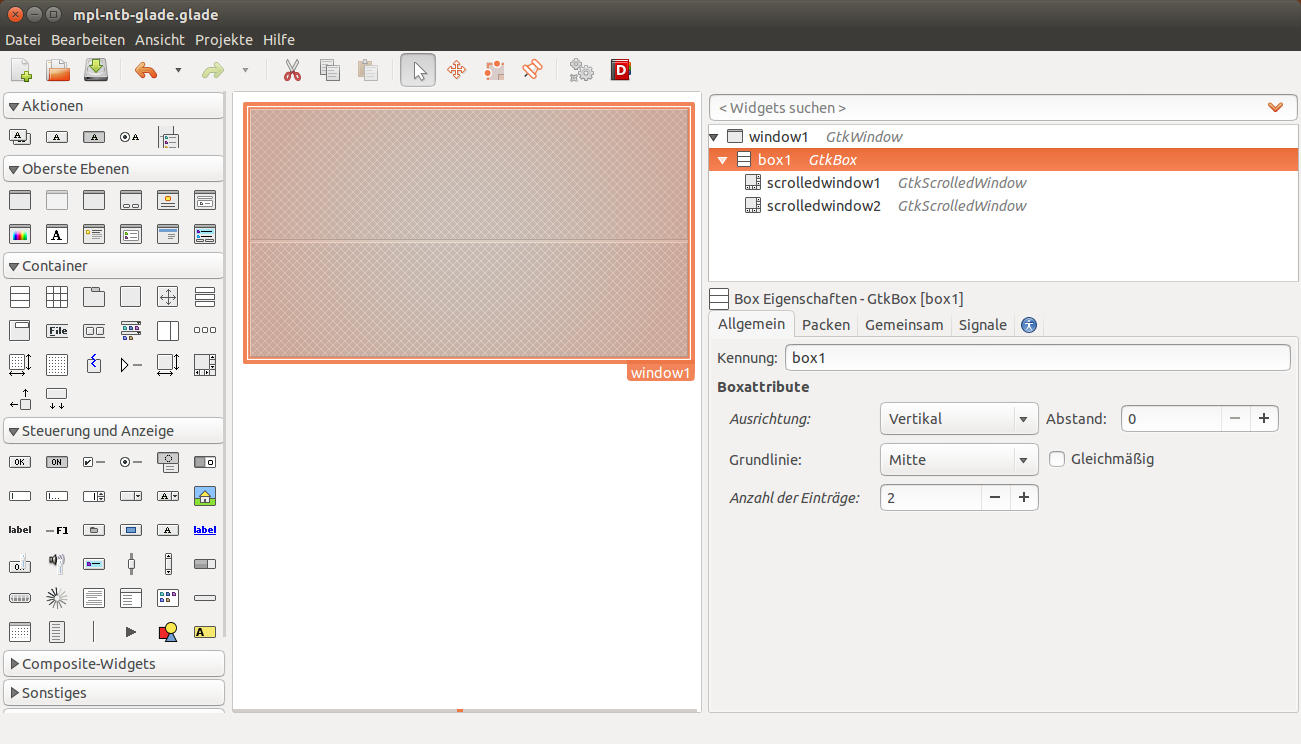 mpl-ntb-glade.glade
Datei Bearbeiten Ansicht Projekte Hilfe
D
Aktionen
A A A A
Oberste Ebenen
A
Container
File
Steuerung und Anzeige
OK ON
A
label F1 A label
0..
A
Composite-Widgets
Sonstiges
window1
< Widgets suchen >
window1 GtkWindow
box1 GtkBox
scrolledwindow1 GtkScrolledWindow
scrolledwindow2 GtkScrolledWindow
Box Eigenschaften - GtkBox [box1]
Allgemein Packen Gemeinsam Signale
Kennung: box1
Boxattribute
Ausrichtung: Vertikal Abstand: 0 − +
Grundlinie: Mitte Gleichmäßig
Anzahl der Einträge: 2 − +